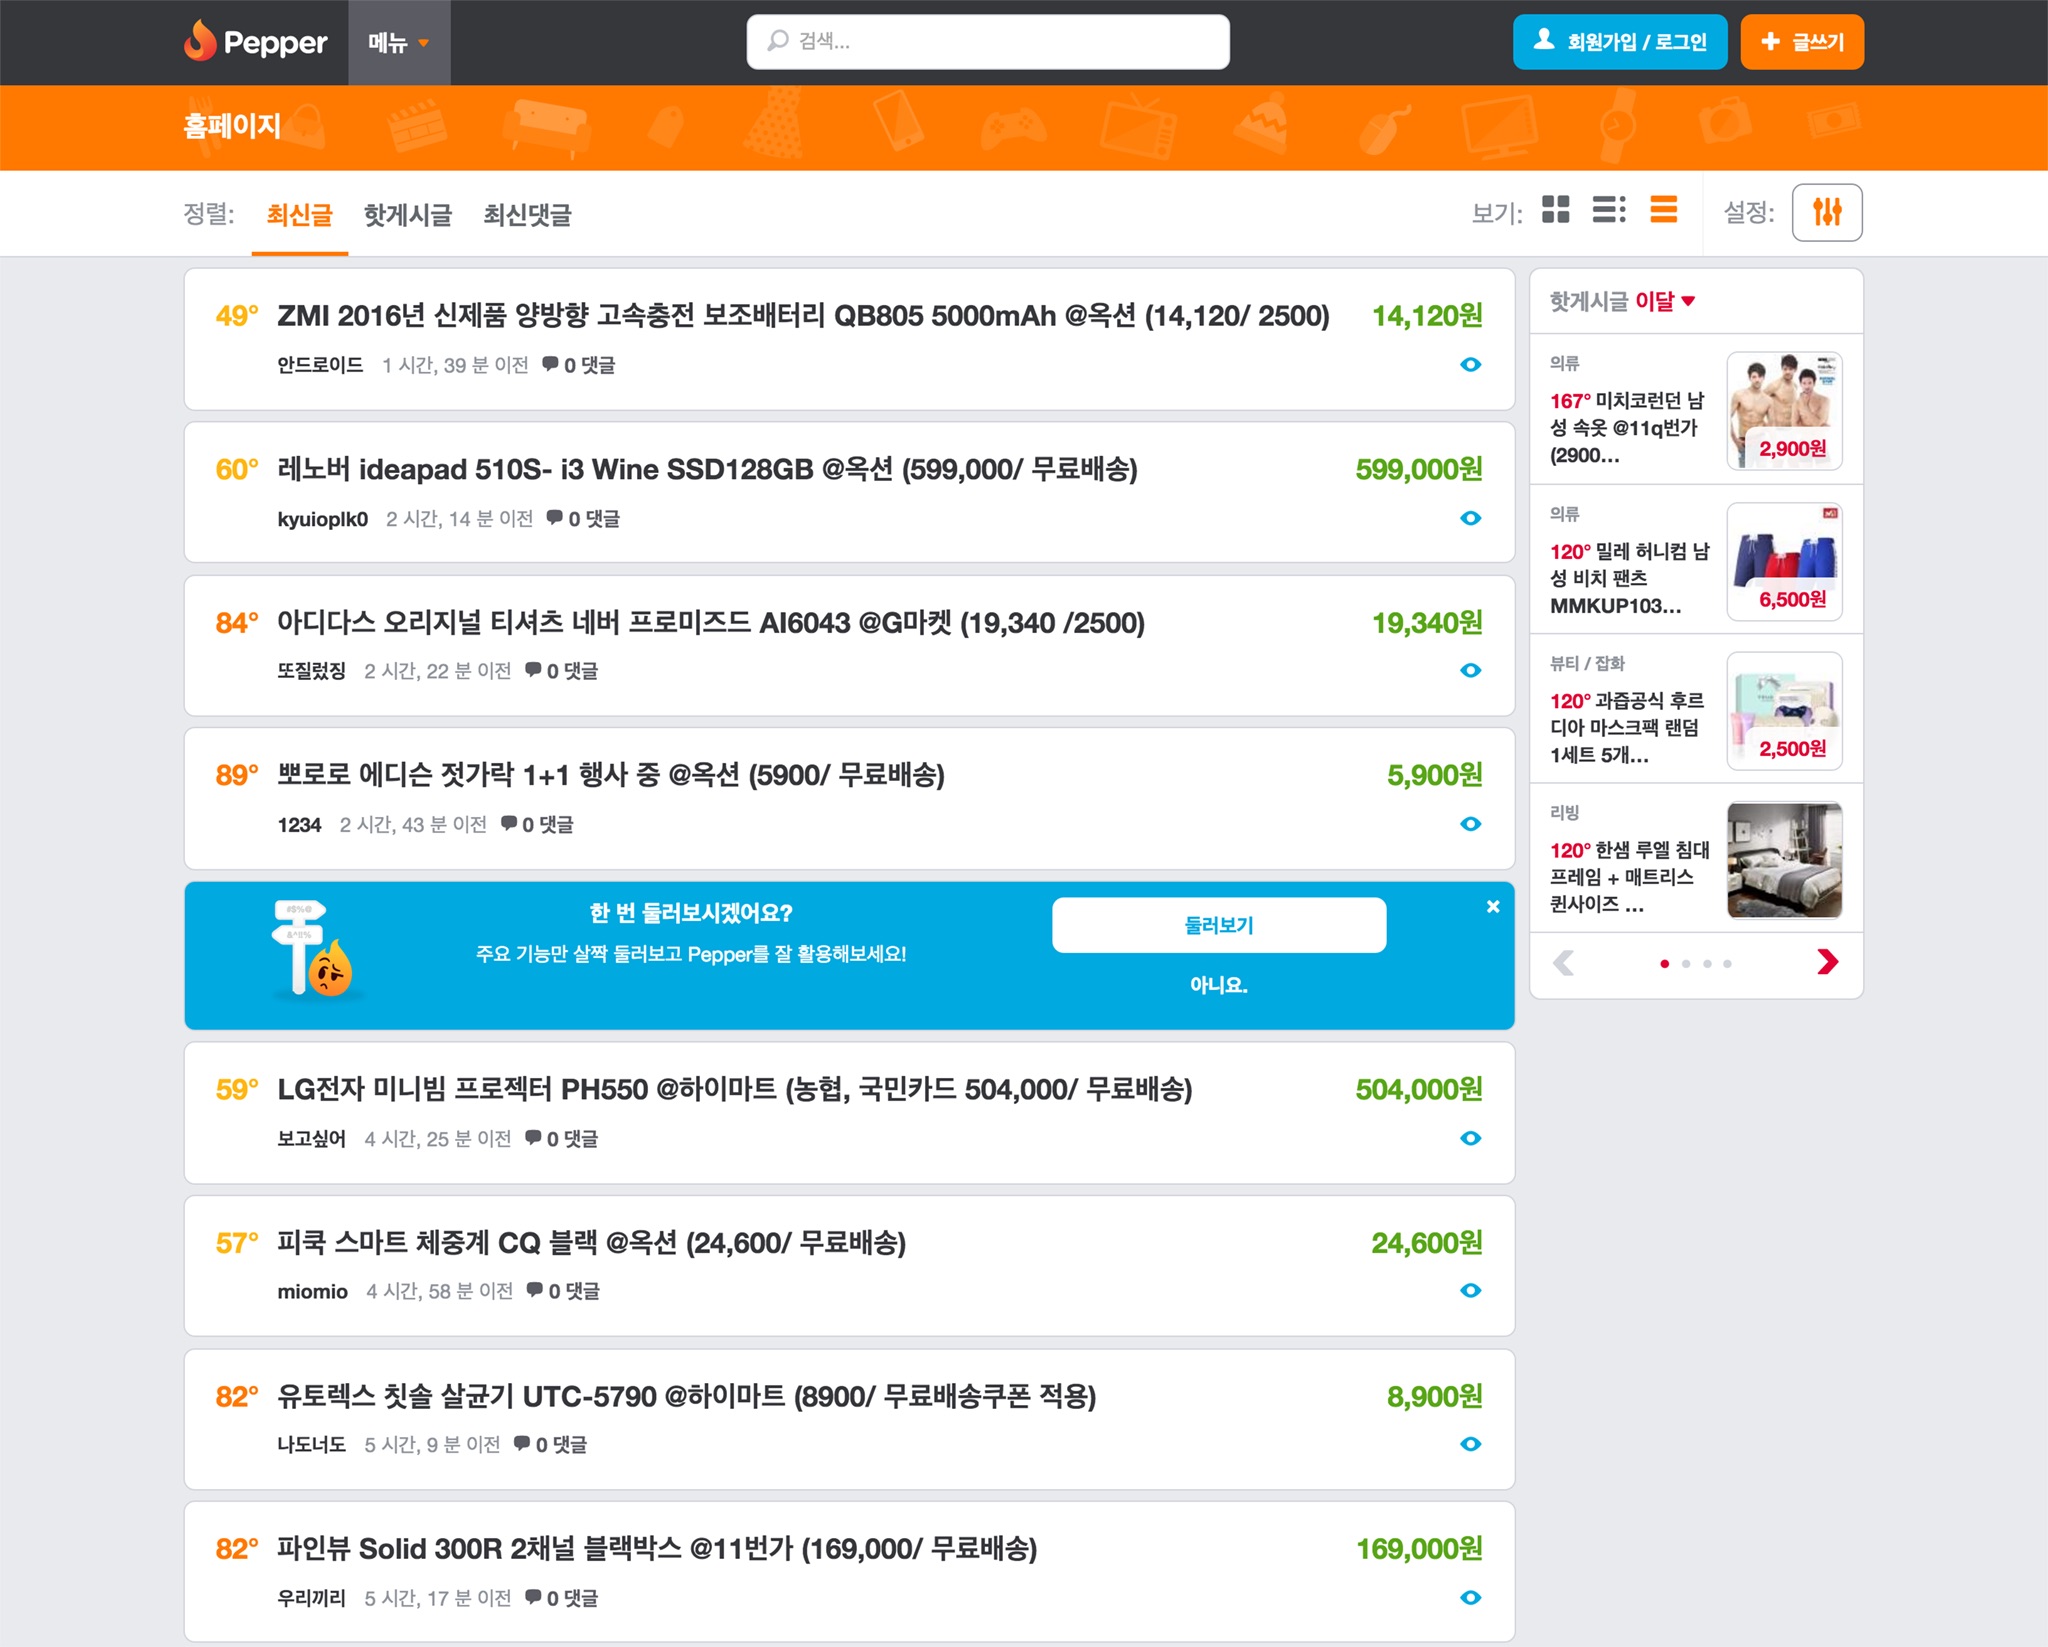 Pepper
메뉴
검색...
회원가입 / 로그인
글쓰기
홈페이지
정렬: 최신글 핫게시글 최신댓글
보기:
설정:
49° ZMI 2016년 신제품 양방향 고속충전 보조배터리 QB805 5000mAh @옥션 (14,120/ 2500) 14,120원
안드로이드 1 시간, 39 분 이전 0 댓글
60° 레노버 ideapad 510S- i3 Wine SSD128GB @옥션 (599,000/ 무료배송) 599,000원
kyuioplk0 2 시간, 14 분 이전 0 댓글
84° 아디다스 오리지널 티셔츠 네버 프로미즈드 AI6043 @G마켓 (19,340 /2500) 19,340원
또질렀징 2 시간, 22 분 이전 0 댓글
89° 뽀로로 에디슨 젓가락 1+1 행사 중 @옥션 (5900/ 무료배송) 5,900원
1234 2 시간, 43 분 이전 0 댓글
#$%@
&^!!%
한 번 둘러보시겠어요?
주요 기능만 살짝 둘러보고 Pepper를 잘 활용해보세요!
둘러보기
아니요.
59° LG전자 미니빔 프로젝터 PH550 @하이마트 (농협, 국민카드 504,000/ 무료배송) 504,000원
보고싶어 4 시간, 25 분 이전 0 댓글
57° 피쿡 스마트 체중계 CQ 블랙 @옥션 (24,600/ 무료배송) 24,600원
miomio 4 시간, 58 분 이전 0 댓글
82° 유토렉스 칫솔 살균기 UTC-5790 @하이마트 (8900/ 무료배송쿠폰 적용) 8,900원
나도너도 5 시간, 9 분 이전 0 댓글
82° 파인뷰 Solid 300R 2채널 블랙박스 @11번가 (169,000/ 무료배송) 169,000원
우리끼리 5 시간, 17 분 이전 0 댓글
핫게시글 이달
의류
167° 미치코런던 남
성 속옷 @11q번가
(2900...
2,900원
의류
120° 밀레 허니컴 남
성 비치 팬츠
MMKUP103...
6,500원
뷰티 / 잡화
120° 과즙공식 후르
디아 마스크팩 랜덤
1세트 5개...
2,500원
리빙
120° 한샘 루엘 침대
프레임 + 매트리스
퀸사이즈 ...